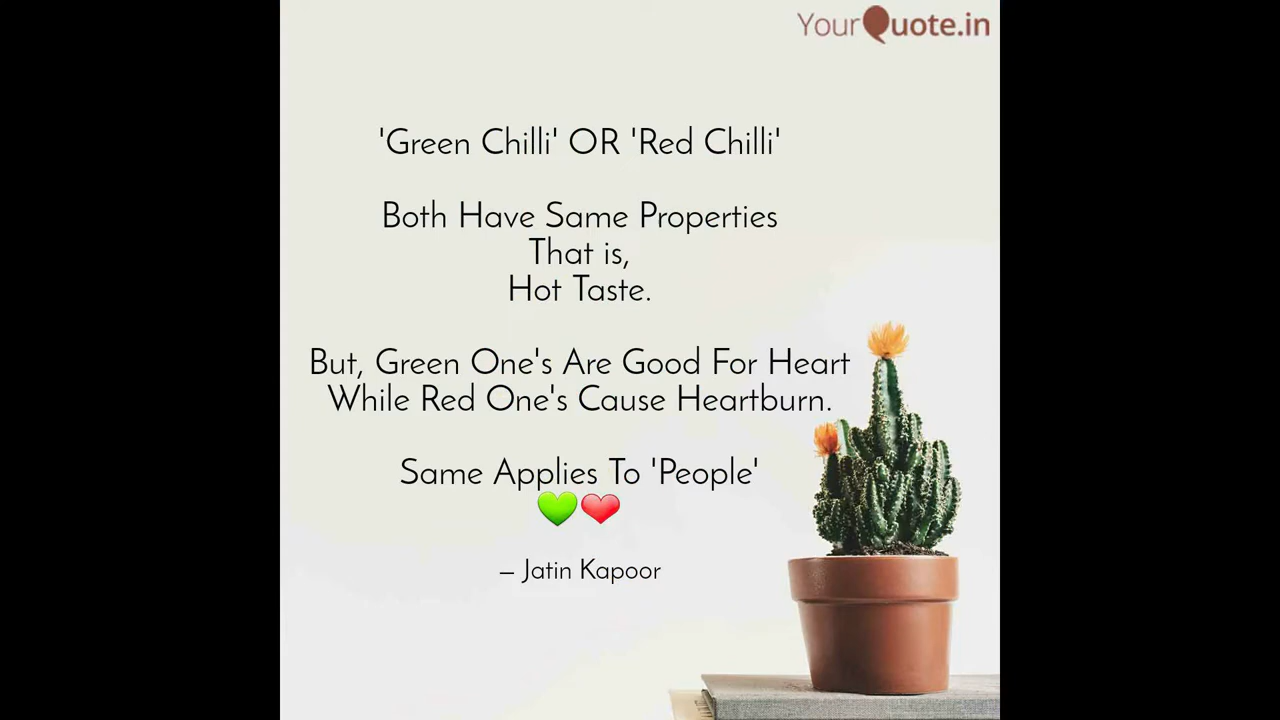 YourQuote.in
'Green Chilli' OR 'Red Chilli'
Both Have Same Properties
That is,
Hot Taste.
But, Green One's Are Good For Heart
While Red One's Cause Heartburn.
Same Applies To 'People'
💚❤️
– Jatin Kapoor